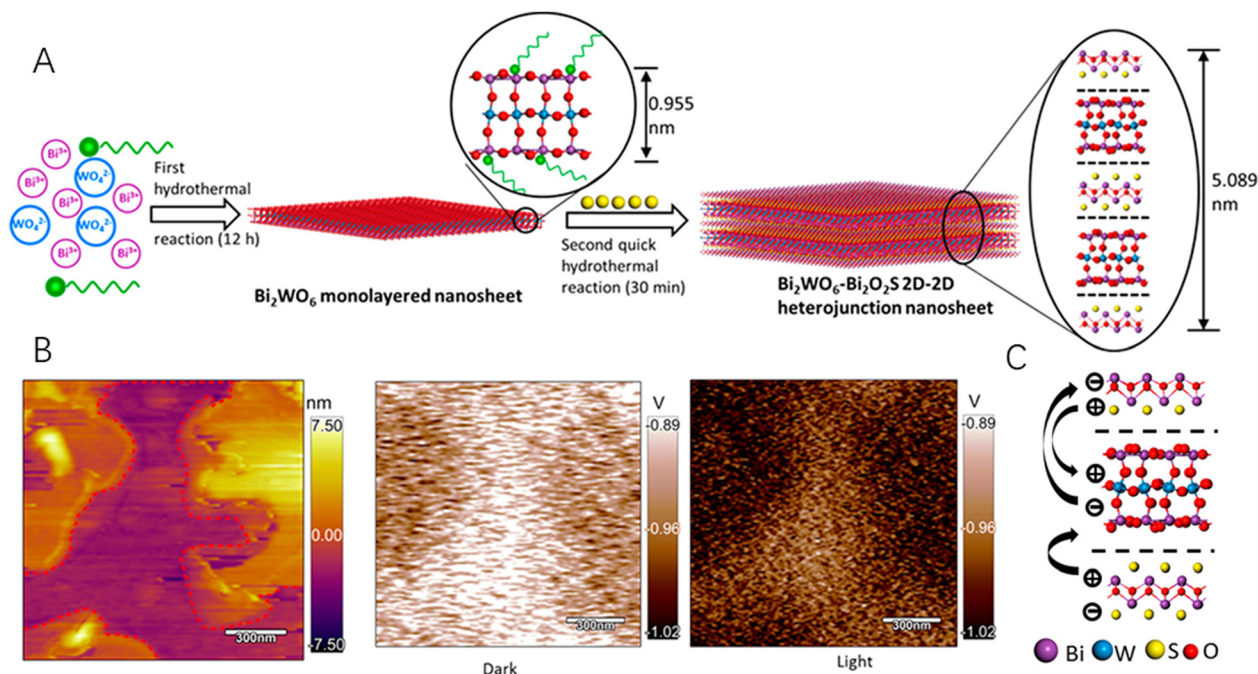 A
Bi³⁺
WO₄²⁻
Bi³⁺
Bi³⁺
Bi³⁺
WO₄²⁻
WO₄²⁻
Bi³⁺
Bi³⁺
First
hydrothermal
reaction (12 h)
Bi₂WO₆ monolayered nanosheet
0.955
nm
Second quick
hydrothermal
reaction (30 min)
Bi₂WO₆-Bi₂O₂S 2D-2D
heterojunction nanosheet
5.089
nm
B
nm
7.50
0.00
-7.50
300nm
V
-0.89
-0.96
-1.02
300nm
Dark
V
-0.89
-0.96
-1.02
300nm
Light
C
Bi W S O